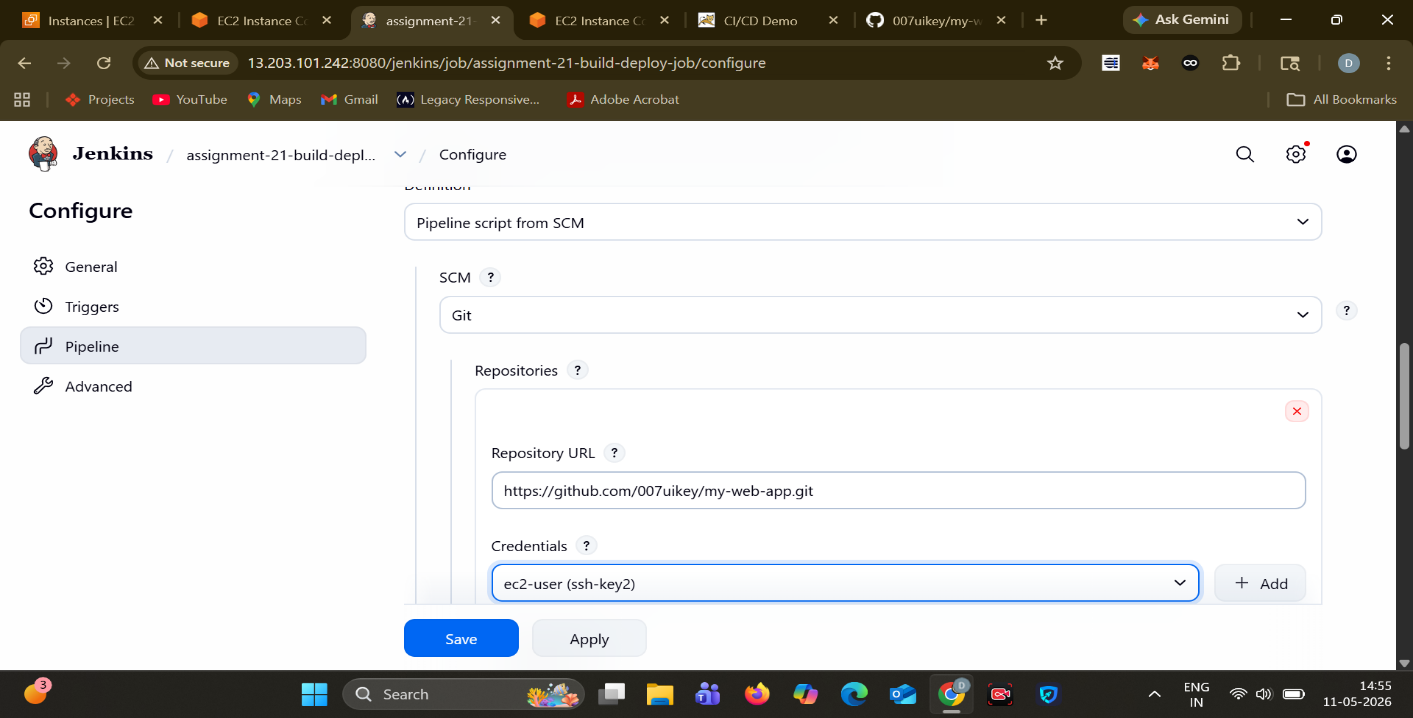 Instances | EC2
EC2 Instance Co
assignment-21-
EC2 Instance Co
CI/CD Demo
007uikey/my-w
Ask Gemini
Not secure
13.203.101.242:8080/jenkins/job/assignment-21-build-deploy-job/configure
D
Projects
YouTube
Maps
Gmail
Legacy Responsive...
Adobe Acrobat
All Bookmarks
Jenkins / assignment-21-build-depl... / Configure
Configure
General
Triggers
Pipeline
Advanced
Definition
Pipeline script from SCM
SCM ?
Git
?
Repositories ?
Repository URL ?
https://github.com/007uikey/my-web-app.git
Credentials ?
ec2-user (ssh-key2)
+ Add
Save
Apply
3
Search
D
ENG
IN
14:55
11-05-2026